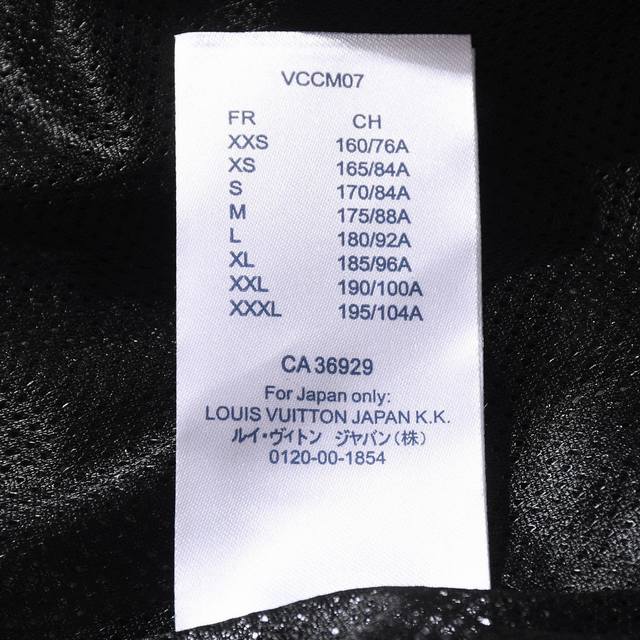 VCCM07
FR CH
XXS 160/76A
XS 165/84A
S 170/84A
M 175/88A
L 180/92A
XL 185/96A
XXL 190/100A
XXXL 195/104A
CA 36929
For Japan only:
LOUIS VUITTON JAPAN K.K.
ルイ・ヴィトン ジャパン(株)
0120-00-1854